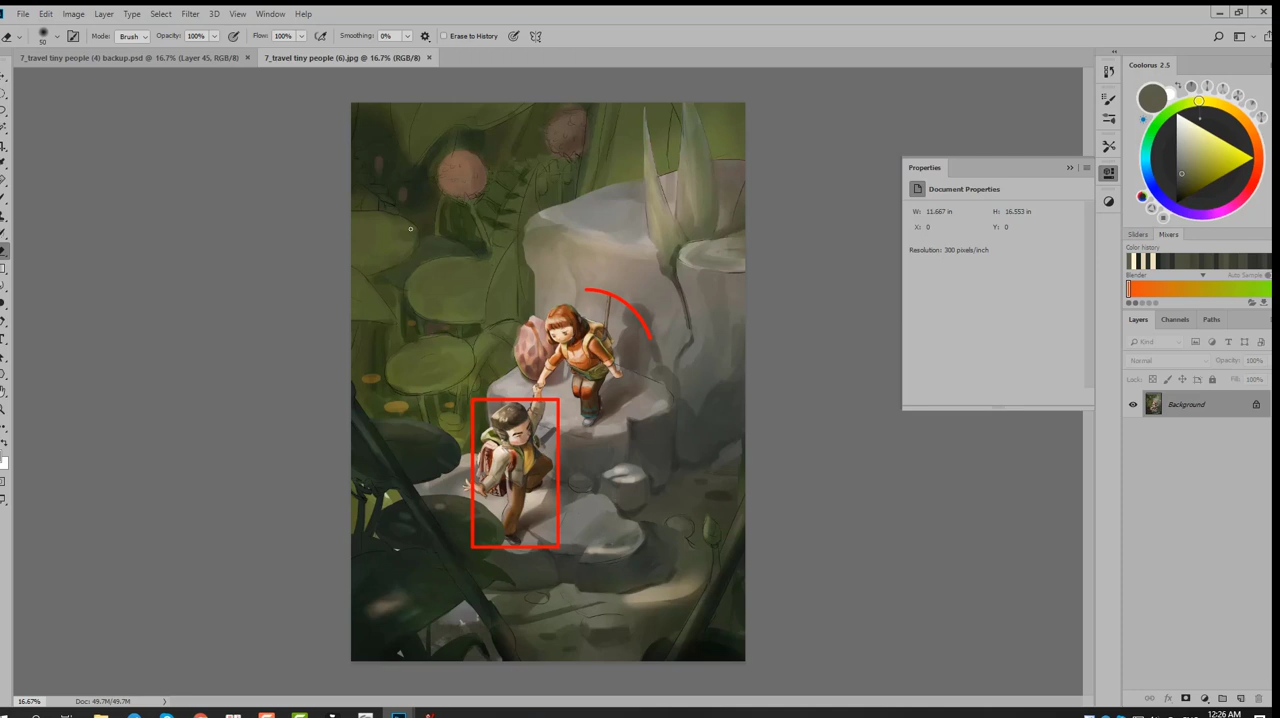 File Edit Image Layer Type Select Filter 3D View Window Help
50 Mode: Brush Opacity: 100% Flow: 100% Smoothing: 0% Erase to History
7_travel tiny people (4) backup.psd @ 16.7% (Layer 45, RGB/8) × 7_travel tiny people (6).jpg @ 16.7% (RGB/8) ×
Coolorus 2.5
Properties
Document Properties
W: 11.667 in H: 16.553 in
X: 0 Y: 0
Resolution: 300 pixels/inch
Sliders Mixers
Color history
Blender Auto Sample
Layers Channels Paths
Kind
Normal Opacity: 100%
Lock: Fill: 100%
Background
16.67% Doc: 49.7M/49.7M
12:26 AM